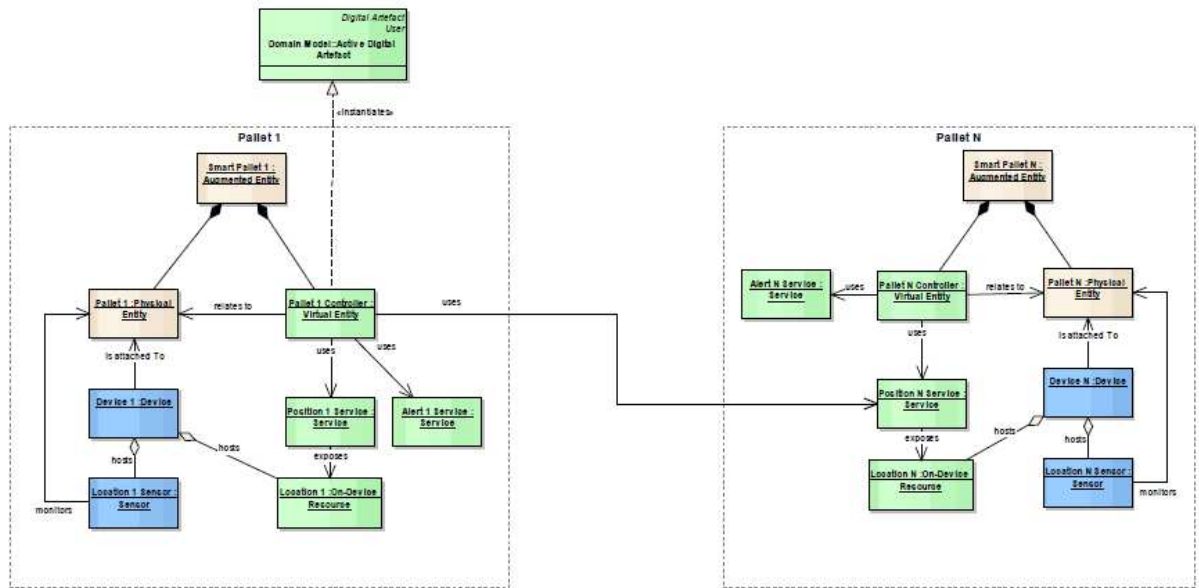 Digital Artefact
User
Domain Model::Active Digital
Artefact
«instantiates»
Pallet 1
Smart Pallet 1 :
Augmented Entity
Pallet 1 :Physical
Entity
relates to
Pallet 1 Controller :
Virtual Entity
uses
Is attached To
uses
uses
Device 1 :Device
Position 1 Service :
Service
Alert 1 Service :
Service
hosts
hosts
exposes
Location 1 Sensor :
Sensor
Location 1 :On-Device
Resourse
monitors
Pallet N
Smart Pallet N :
Augmented Entity
Alert N Service :
Service
uses
Pallet N Controller :
Virtual Entity
relates to
Pallet N :Physical
Entity
uses
Is attached To
Position N Service :
Service
Device N :Device
exposes
hosts
hosts
Location N :On-Device
Resourse
Location N Sensor :
Sensor
monitors